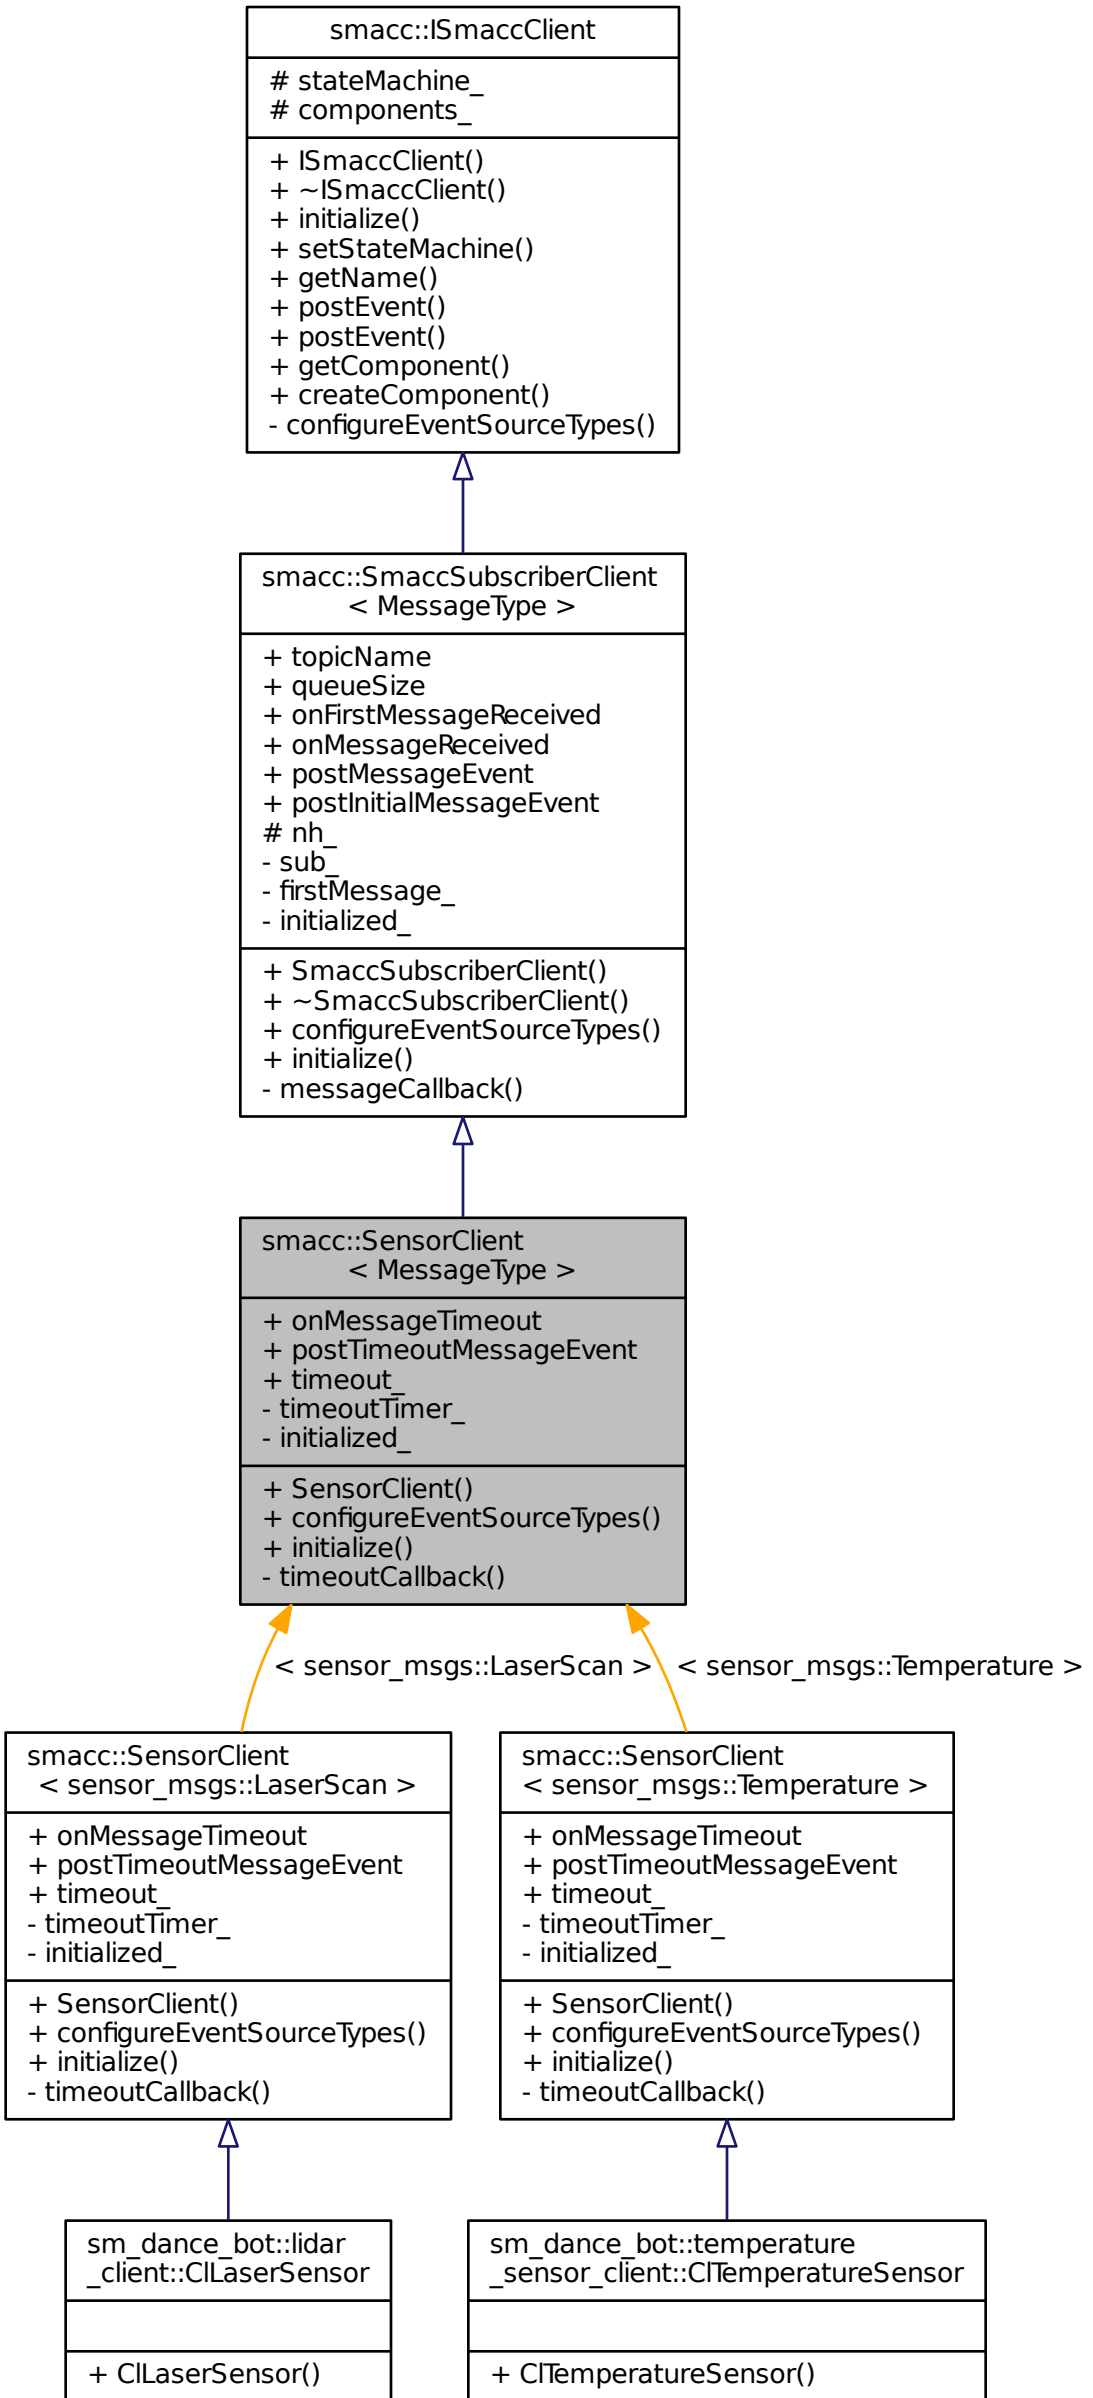 smacc::ISmaccClient
# stateMachine_
# components_
+ ISmaccClient()
+ ~ISmaccClient()
+ initialize()
+ setStateMachine()
+ getName()
+ postEvent()
+ postEvent()
+ getComponent()
+ createComponent()
- configureEventSourceTypes()
smacc::SmaccSubscriberClient
< MessageType >
+ topicName
+ queueSize
+ onFirstMessageReceived
+ onMessageReceived
+ postMessageEvent
+ postInitialMessageEvent
# nh_
- sub_
- firstMessage_
- initialized_
+ SmaccSubscriberClient()
+ ~SmaccSubscriberClient()
+ configureEventSourceTypes()
+ initialize()
- messageCallback()
smacc::SensorClient
< MessageType >
+ onMessageTimeout
+ postTimeoutMessageEvent
+ timeout_
- timeoutTimer_
- initialized_
+ SensorClient()
+ configureEventSourceTypes()
+ initialize()
- timeoutCallback()
< sensor_msgs::LaserScan >
< sensor_msgs::Temperature >
smacc::SensorClient
< sensor_msgs::LaserScan >
+ onMessageTimeout
+ postTimeoutMessageEvent
+ timeout_
- timeoutTimer_
- initialized_
+ SensorClient()
+ configureEventSourceTypes()
+ initialize()
- timeoutCallback()
smacc::SensorClient
< sensor_msgs::Temperature >
+ onMessageTimeout
+ postTimeoutMessageEvent
+ timeout_
- timeoutTimer_
- initialized_
+ SensorClient()
+ configureEventSourceTypes()
+ initialize()
- timeoutCallback()
sm_dance_bot::lidar
_client::ClLaserSensor
+ ClLaserSensor()
sm_dance_bot::temperature
_sensor_client::ClTemperatureSensor
+ ClTemperatureSensor()